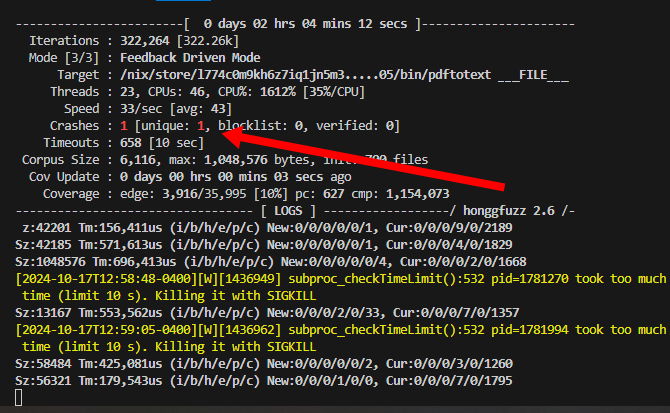 -----------------------[  0 days 02 hrs 04 mins 12 secs ]---------------------
Iterations : 322,264 [322.26k]
Mode [3/3] : Feedback Driven Mode
Target : /nix/store/l774c0m9kh6z7iq1jn5m3.....05/bin/pdftotext ___FILE___
Threads : 23, CPUs: 46, CPU%: 1612% [35%/CPU]
Speed : 33/sec [avg: 43]
Crashes : 1 [unique: 1, blocklist: 0, verified: 0]
Timeouts : 658 [10 sec]
Corpus Size : 6,116, max: 1,048,576 bytes, init: 790 files
Cov Update : 0 days 00 hrs 00 mins 03 secs ago
Coverage : edge: 3,916/35,995 [10%] pc: 627 cmp: 1,154,073
---------------------------------- [ LOGS ] ------------------/ honggfuzz 2.6 /-
z:42201 Tm:156,411us (i/b/h/e/p/c) New:0/0/0/0/0/1, Cur:0/0/0/9/0/2189
Sz:42185 Tm:571,613us (i/b/h/e/p/c) New:0/0/0/0/0/1, Cur:0/0/0/4/0/1829
Sz:1048576 Tm:696,413us (i/b/h/e/p/c) New:0/0/0/0/0/4, Cur:0/0/0/2/0/1668
[2024-10-17T12:58:48-0400][W][1436949] subproc_checkTimeLimit():532 pid=1781270 took too much
time (limit 10 s). Killing it with SIGKILL
Sz:13167 Tm:553,562us (i/b/h/e/p/c) New:0/0/0/2/0/33, Cur:0/0/0/7/0/1357
[2024-10-17T12:59:05-0400][W][1436962] subproc_checkTimeLimit():532 pid=1781994 took too much
time (limit 10 s). Killing it with SIGKILL
Sz:58484 Tm:425,081us (i/b/h/e/p/c) New:0/0/0/0/0/2, Cur:0/0/0/3/0/1260
Sz:56321 Tm:179,543us (i/b/h/e/p/c) New:0/0/0/1/0/0, Cur:0/0/0/7/0/1795